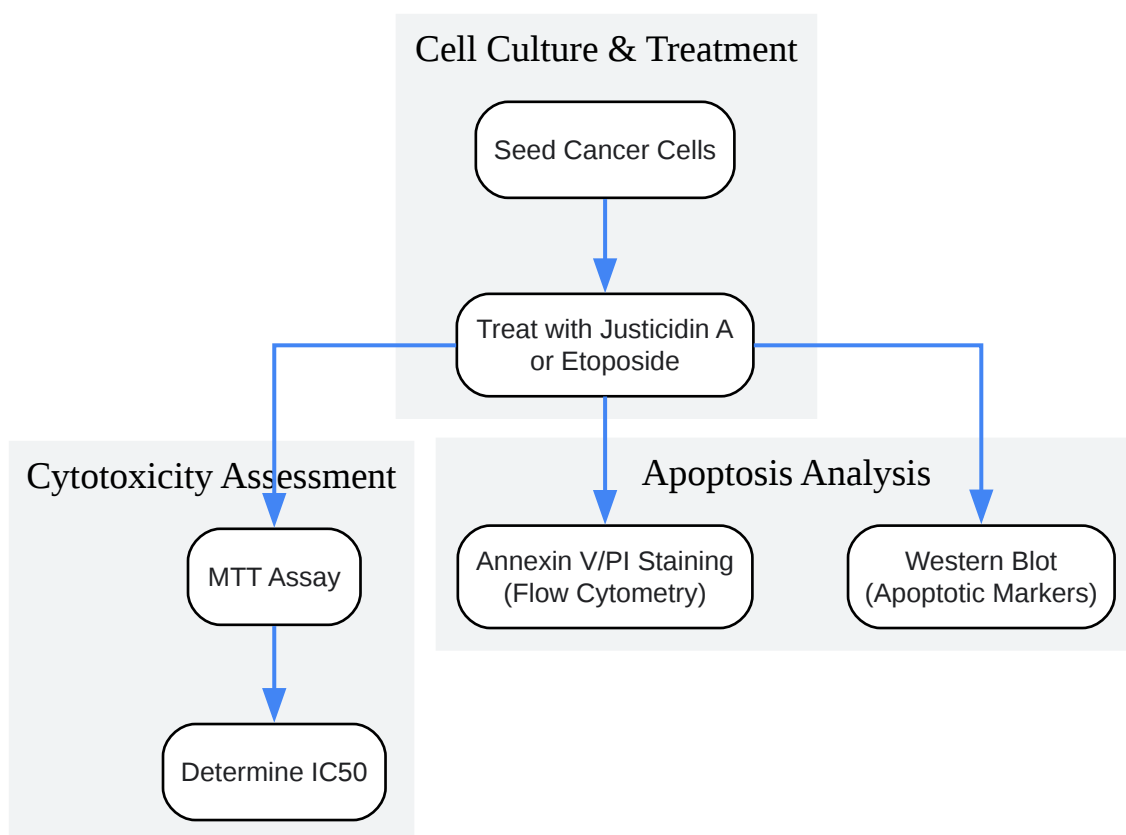 Cell Culture & Treatment
Seed Cancer Cells
Treat with Justicidin A
or Etoposide
Cytotoxicity Assessment
MTT Assay
Determine IC50
Apoptosis Analysis
Annexin V/PI Staining
(Flow Cytometry)
Western Blot
(Apoptotic Markers)